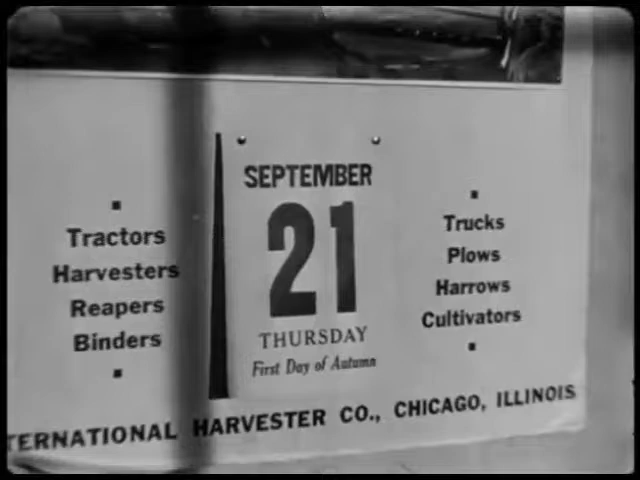 Tractors
Harvesters
Reapers
Binders
SEPTEMBER
21
THURSDAY
First Day of Autumn
Trucks
Plows
Harrows
Cultivators
TERNATIONAL HARVESTER CO., CHICAGO, ILLINOIS